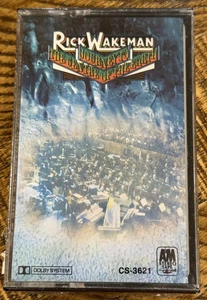 RICK WAKEMAN
JOURNEY TO
THE CENTRE OF THE EARTH
DOLBY SYSTEM
CS-3621
A&M